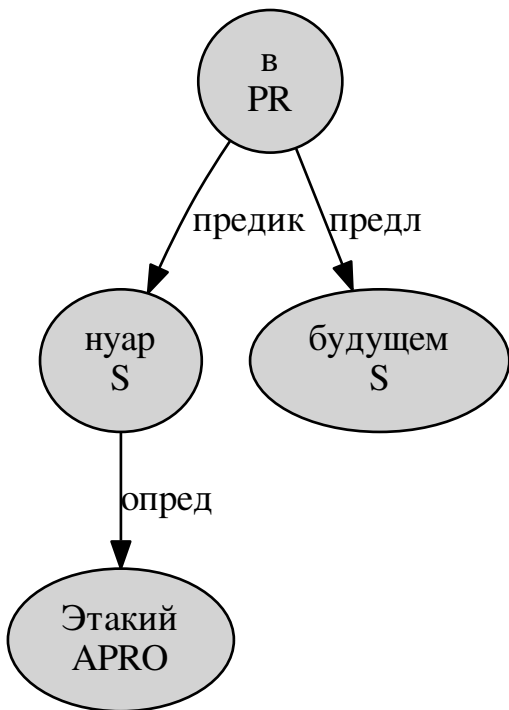 в
PR
предик предл
нуар
S
будущем
S
опред
Этакий
APRO